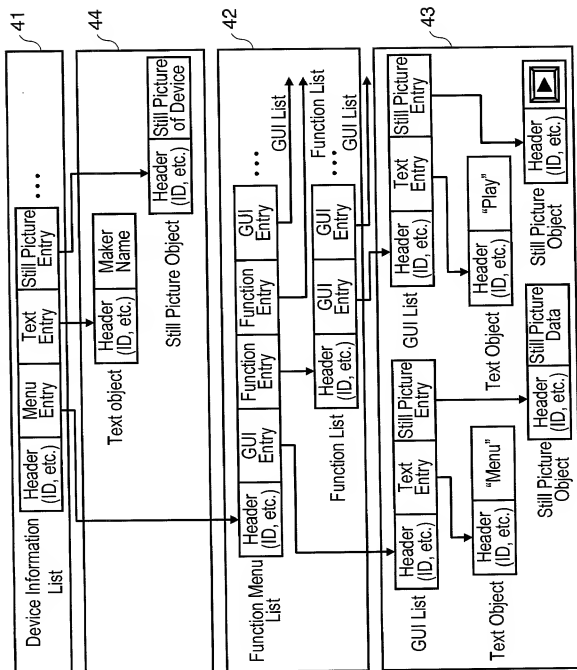 41
Device Information
List
Header
(ID, etc.)
Menu
Entry
Text
Entry
Still Picture
Entry
...
44
Header
(ID, etc.)
Maker
Name
Text object
Header
(ID, etc.)
Still Picture
of Device
Still Picture Object
42
Function Menu
List
Header
(ID, etc.)
GUI
Entry
Function
Entry
Function
Entry
GUI
Entry
...
GUI List
Function List
Header
(ID, etc.)
GUI
Entry
GUI
Entry
...
Function List
GUI List
43
GUI List
Header
(ID, etc.)
Text
Entry
Still Picture
Entry
Text Object
Header
(ID, etc.)
"Menu"
Still Picture
Object
Header
(ID, etc.)
Still Picture
Data
GUI List
Header
(ID, etc.)
Text
Entry
Still Picture
Entry
Text Object
Header
(ID, etc.)
"Play"
Still Picture
Object
Header
(ID, etc.)